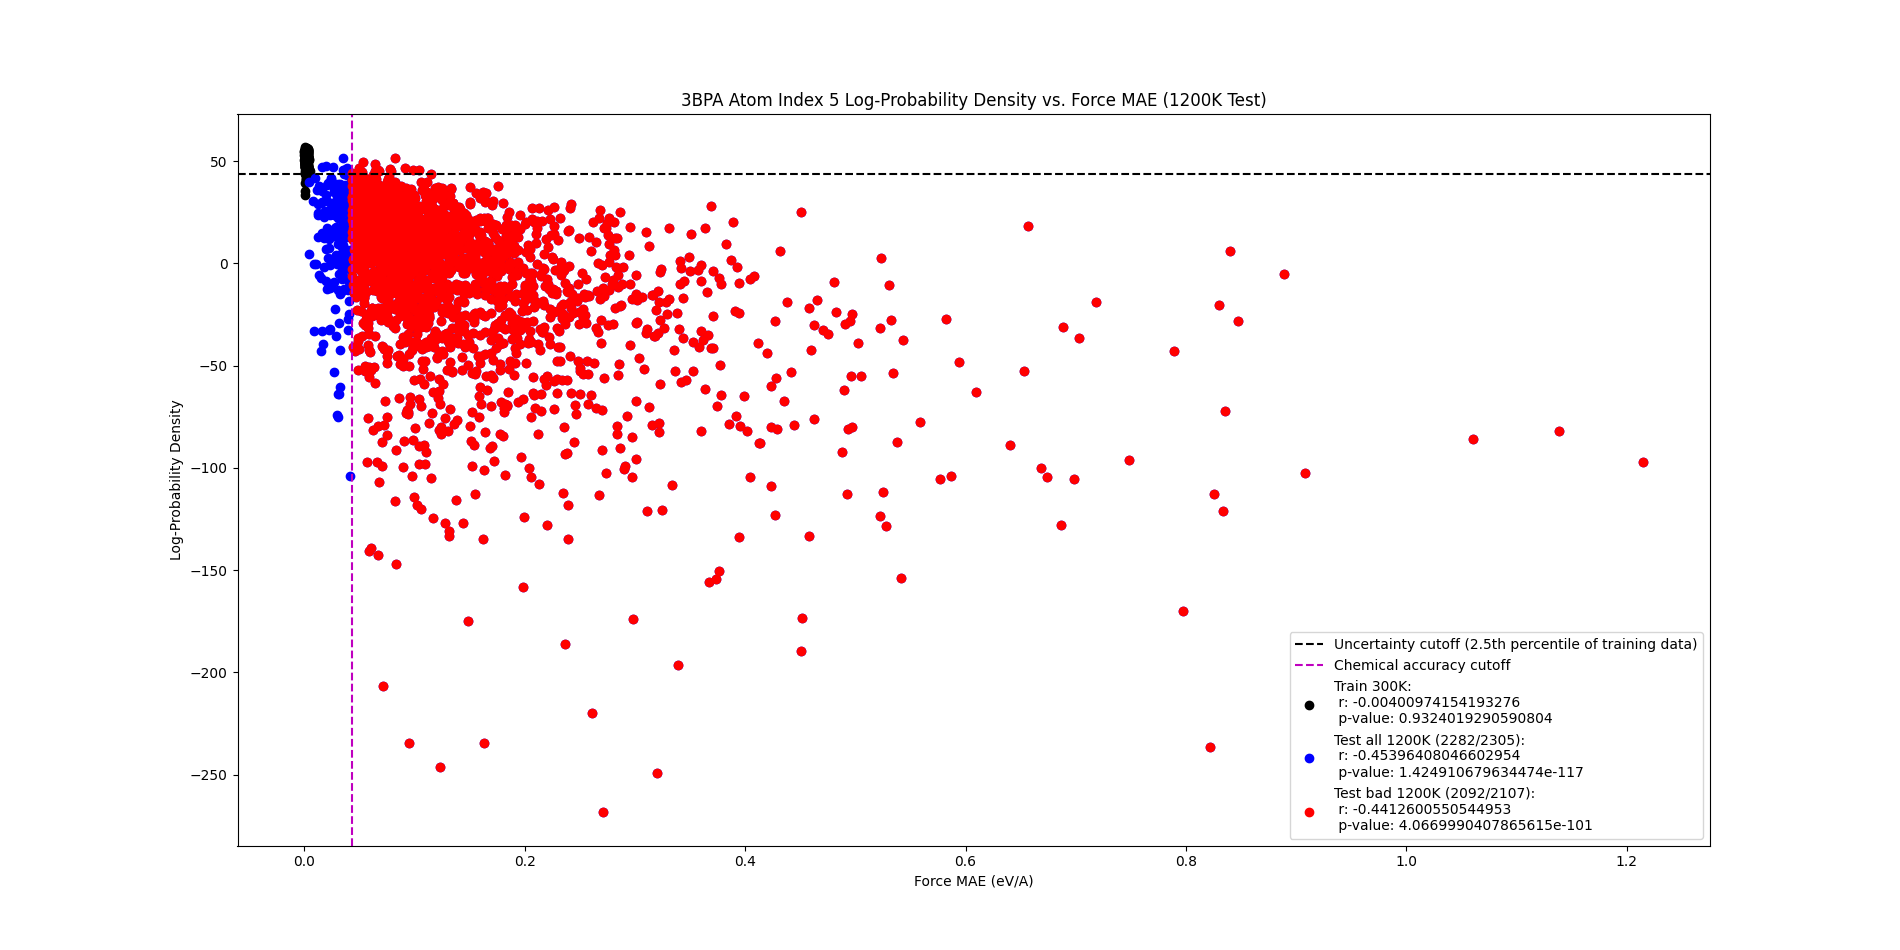 3BPA Atom Index 5 Log-Probability Density vs. Force MAE (1200K Test)
Log-Probability Density
50
0
−50
−100
−150
−200
−250
Uncertainty cutoff (2.5th percentile of training data)
Chemical accuracy cutoff
Train 300K:
r: -0.00400974154193276
p-value: 0.9324019290590804
Test all 1200K (2282/2305):
r: -0.45396408046602954
p-value: 1.424910679634474e-117
Test bad 1200K (2092/2107):
r: -0.4412600550544953
p-value: 4.0669990407865615e-101
0.0
0.2
0.4
0.6
0.8
1.0
1.2
Force MAE (eV/A)